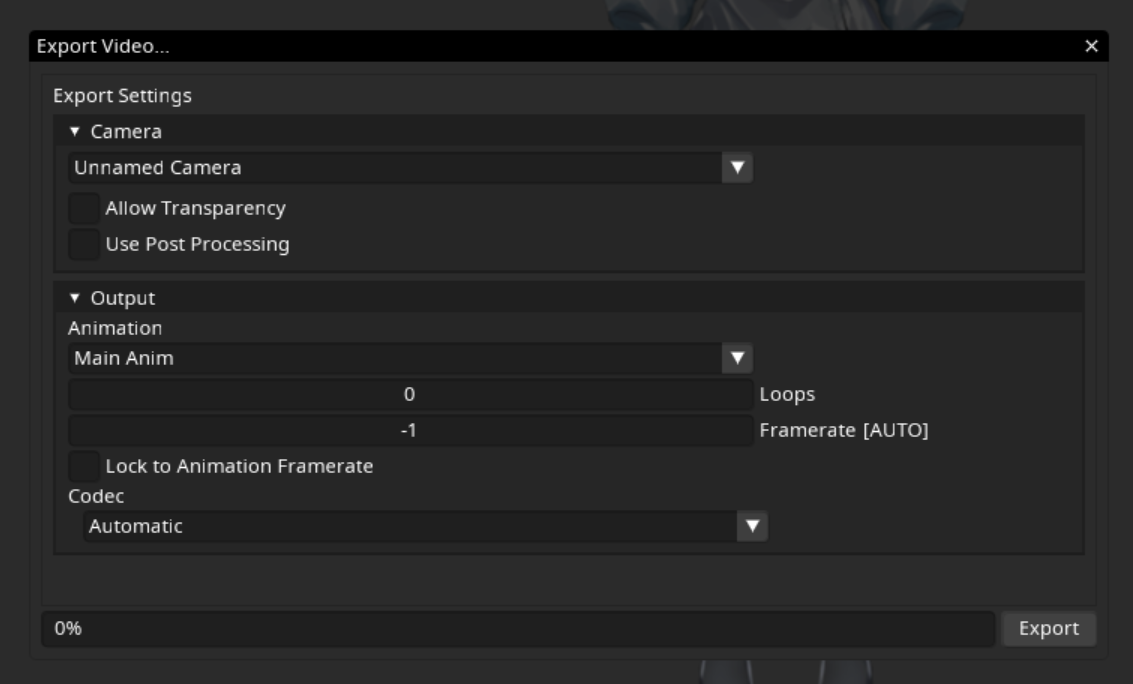 Export Video...
Export Settings
Camera
Unnamed Camera
Allow Transparency
Use Post Processing
Output
Animation
Main Anim
0 Loops
-1 Framerate [AUTO]
Lock to Animation Framerate
Codec
Automatic
0% Export